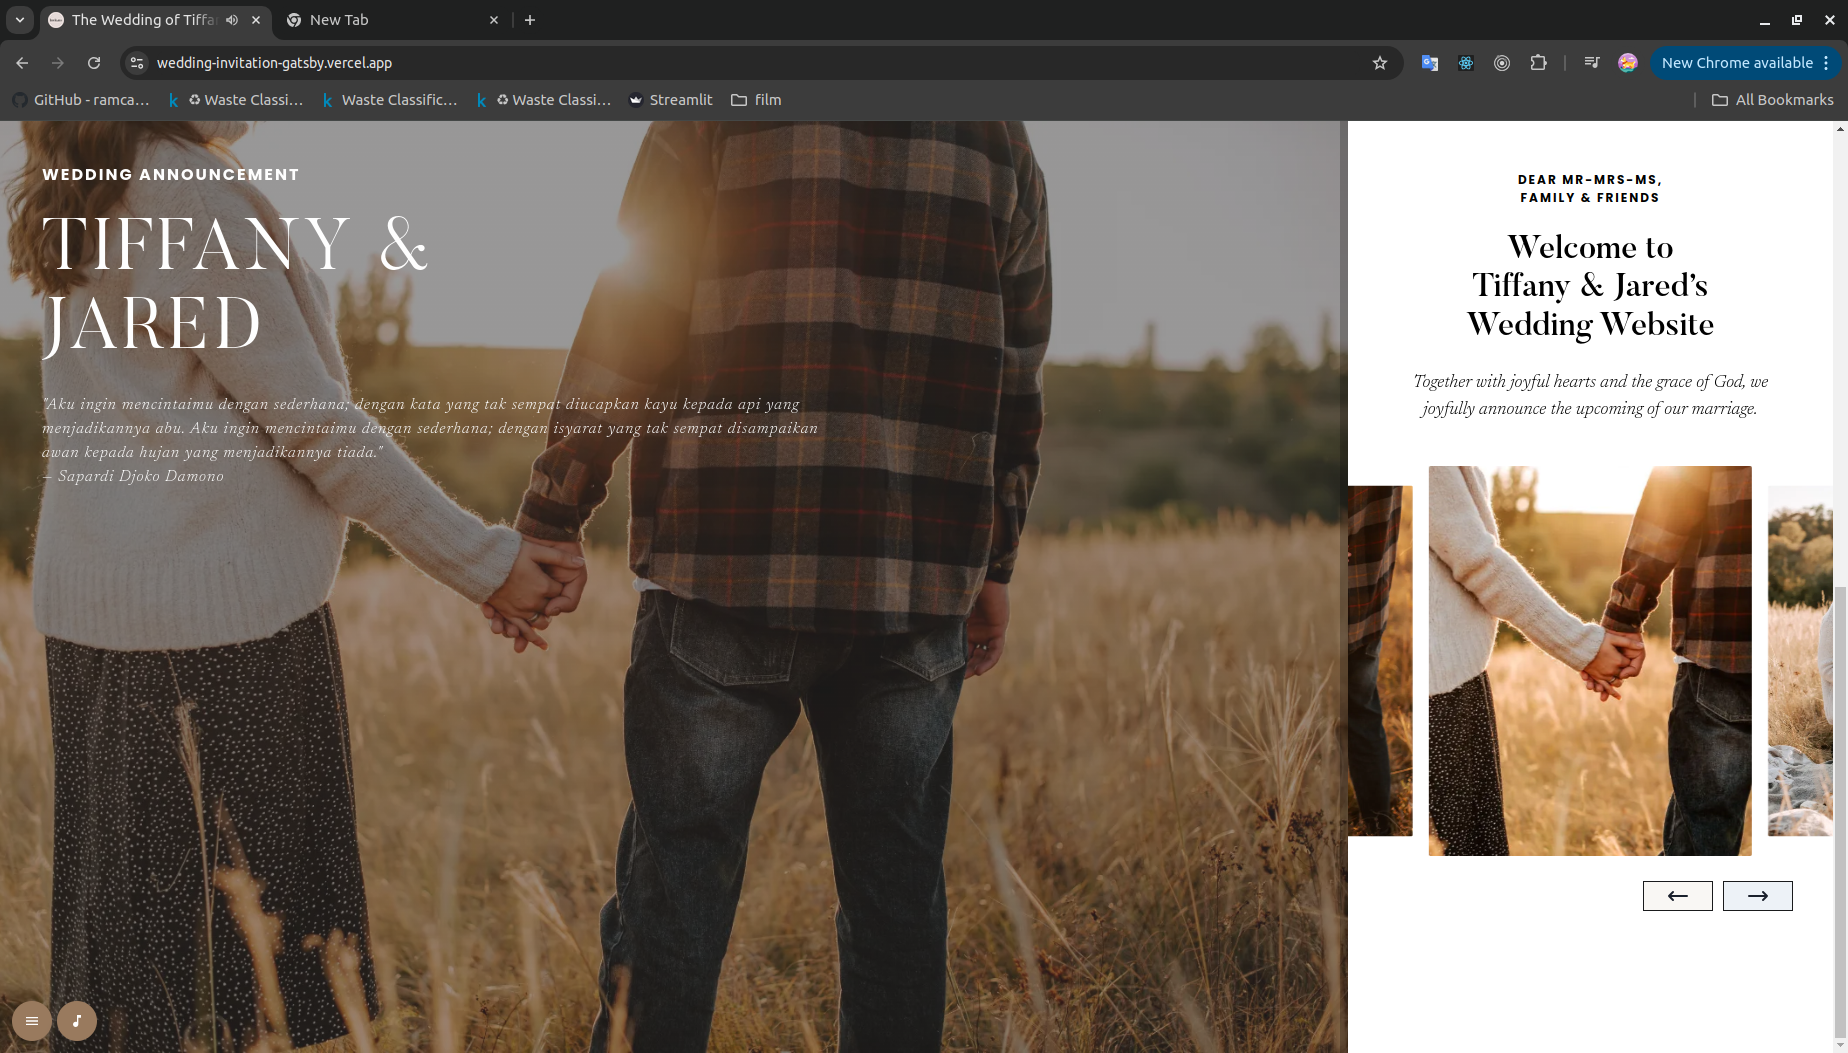 The Wedding of Tiffa
New Tab
wedding-invitation-gatsby.vercel.app
New Chrome available
GitHub - ramca...
♻ Waste Classi...
Waste Classific...
♻ Waste Classi...
Streamlit
film
All Bookmarks
WEDDING ANNOUNCEMENT
TIFFANY &
JARED
"Aku ingin mencintaimu dengan sederhana; dengan kata yang tak sempat diucapkan kayu kepada api yang
menjadikannya abu. Aku ingin mencintaimu dengan sederhana; dengan isyarat yang tak sempat disampaikan
awan kepada hujan yang menjadikannya tiada."
— Sapardi Djoko Damono
DEAR MR-MRS-MS,
FAMILY & FRIENDS
Welcome to
Tiffany & Jared's
Wedding Website
Together with joyful hearts and the grace of God, we
joyfully announce the upcoming of our marriage.